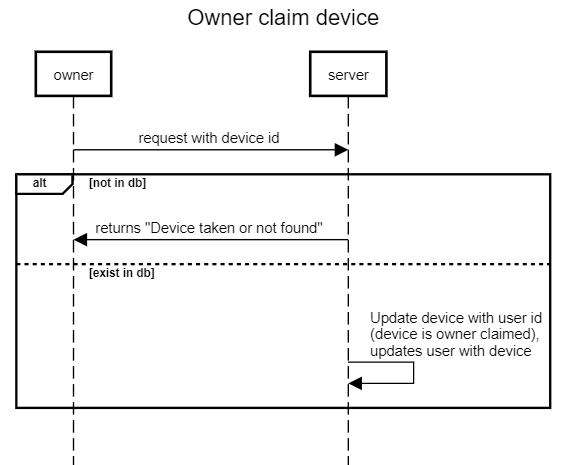 Owner claim device
owner
server
request with device id
alt
[not in db]
returns "Device taken or not found"
[exist in db]
Update device with user id
(device is owner claimed),
updates user with device